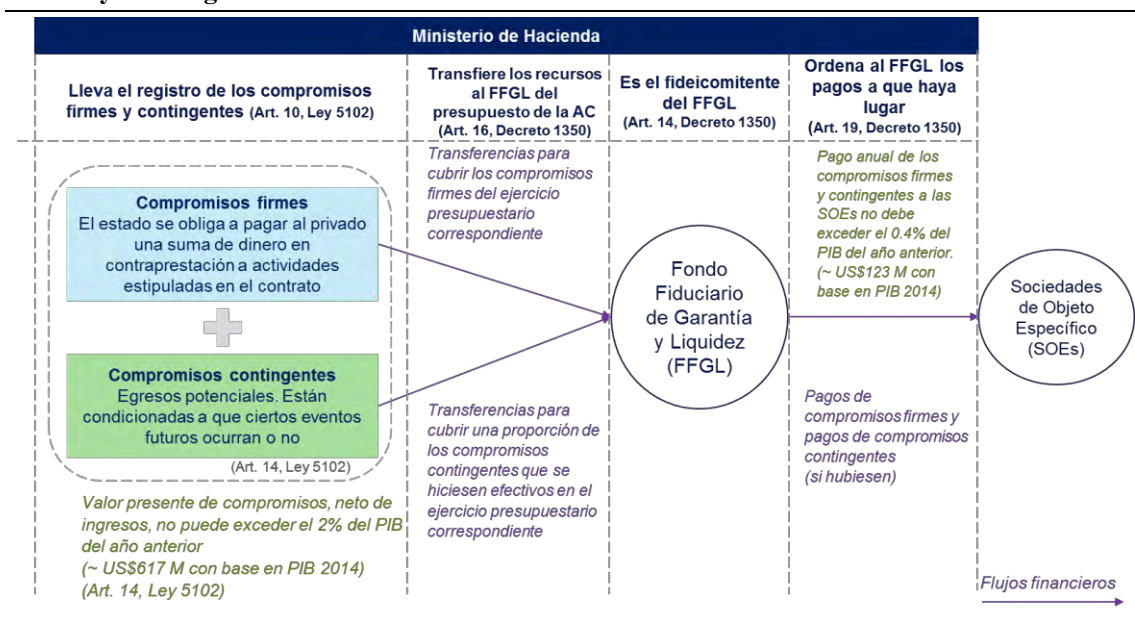 Ministerio de Hacienda
Lleva el registro de los compromisos
firmes y contingentes (Art. 10, Ley 5102)
Transfiere los recursos
al FFGL del
presupuesto de la AC
(Art. 16, Decreto 1350)
Es el fideicomitente
del FFGL
(Art. 14, Decreto 1350)
Ordena al FFGL los
pagos a que haya
lugar
(Art. 19, Decreto 1350)
Compromisos firmes
El estado se obliga a pagar al privado
una suma de dinero en
contraprestación a actividades
estipuladas en el contrato
Compromisos contingentes
Egresos potenciales. Están
condicionadas a que ciertos eventos
futuros ocurran o no
(Art. 14, Ley 5102)
Valor presente de compromisos, neto de
ingresos, no puede exceder el 2% del PIB
del año anterior
(~ US$617 M con base en PIB 2014)
(Art. 14, Ley 5102)
Transferencias para
cubrir los compromisos
firmes del ejercicio
presupuestario
correspondiente
Transferencias para
cubrir una proporción de
los compromisos
contingentes que se
hiciesen efectivos en el
ejercicio presupuestario
correspondiente
Fondo
Fiduciario
de Garantía
y Liquidez
(FFGL)
Pago anual de los
compromisos firmes
y contingentes a las
SOEs no debe
exceder el 0.4% del
PIB del año anterior.
(~ US$123 M con
base en PIB 2014)
Pagos de
compromisos firmes y
pagos de compromisos
contingentes
(si hubiesen)
Sociedades
de Objeto
Específico
(SOEs)
Flujos financieros